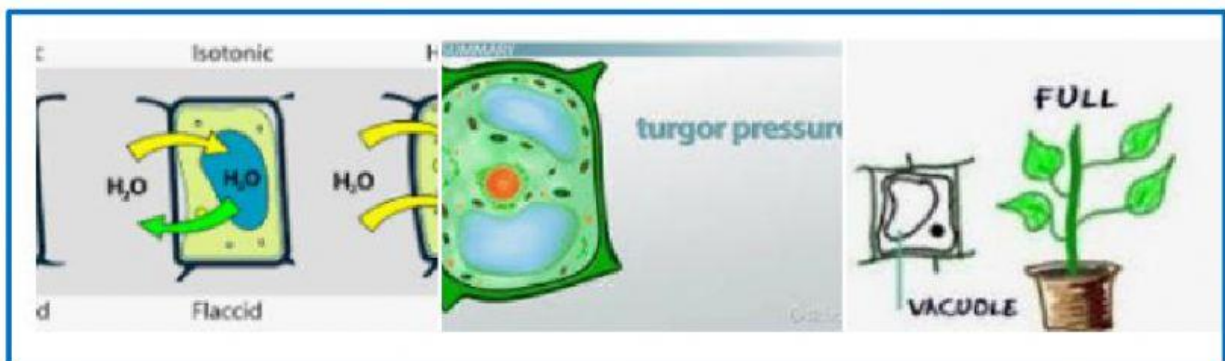 Isotonic
H₂O
H₂O
Flaccid
H₂O
SUMMARY
turgor pressure
FULL
VACUOLE